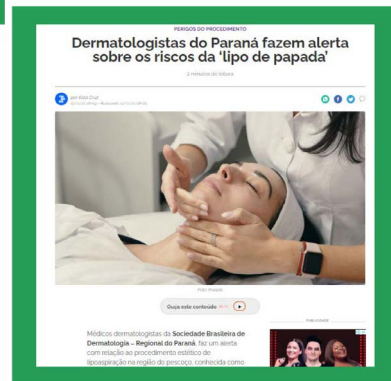 PERIGOS DO PROCEDIMENTO
Dermatologistas do Paraná fazem alerta
sobre os riscos da 'lipo de papada'
2 minutos de leitura
Foto: Freepik
Ouça este conteúdo
PUBLICIDADE
Médicos dermatologistas da Sociedade Brasileira de
Dermatologia – Regional do Paraná, faz um alerta
com relação ao procedimento estético de
lipoaspiração na região do pescoço, conhecida como